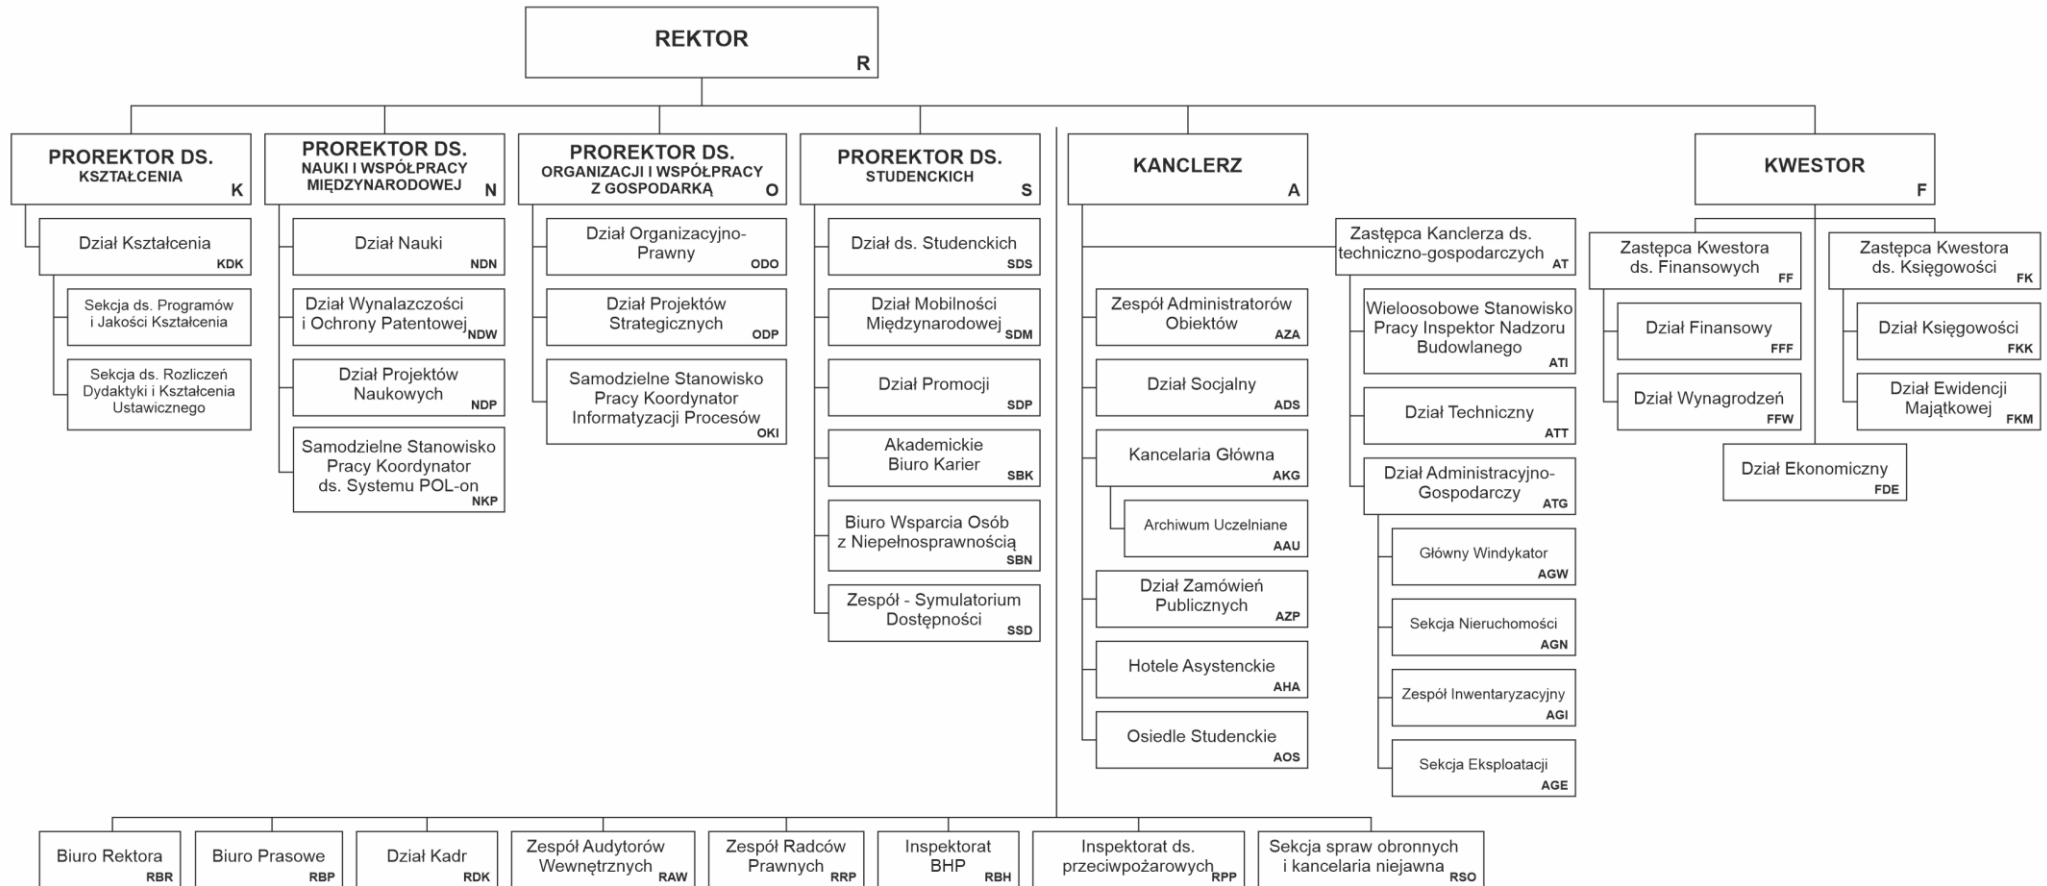 REKTOR
R
PROREKTOR DS.
KSZTAŁCENIA
K
Dział Kształcenia
KDK
Sekcja ds. Programów
i Jakości Kształcenia
Sekcja ds. Rozliczeń
Dydaktyki i Kształcenia
Ustawicznego
PROREKTOR DS.
NAUKI I WSPÓŁPRACY
MIĘDZYNARODOWEJ
N
Dział Nauki
NDN
Dział Wynalazczości
i Ochrony Patentowej
NDW
Dział Projektów
Naukowych
NDP
Samodzielne Stanowisko
Pracy Koordynator
ds. Systemu POL-on
NKP
PROREKTOR DS.
ORGANIZACJI I WSPÓŁPRACY
Z GOSPODARKĄ
O
Dział Organizacyjno-
Prawny
ODO
Dział Projektów
Strategicznych
ODP
Samodzielne Stanowisko
Pracy Koordynator
Informatyzacji Procesów
OKI
PROREKTOR DS.
STUDENCKICH
S
Dział ds. Studenckich
SDS
Dział Mobilności
Międzynarodowej
SDM
Dział Promocji
SDP
Akademickie
Biuro Karier
SBK
Biuro Wsparcia Osób
z Niepełnosprawnością
SBN
Zespół - Symulatorium
Dostępności
SSD
KANCLERZ
A
Zespół Administratorów
Obiektów
AZA
Dział Socjalny
ADS
Kancelaria Główna
AKG
Archiwum Uczelniane
AAU
Dział Zamówień
Publicznych
AZP
Hotele Asystenckie
AHA
Osiedle Studenckie
AOS
Zastępca Kanclerza ds.
techniczno-gospodarczych
AT
Wieloosobowe Stanowisko
Pracy Inspektor Nadzoru
Budowlanego
ATI
Dział Techniczny
ATT
Dział Administracyjno-
Gospodarczy
ATG
Główny Windykator
AGW
Sekcja Nieruchomości
AGN
Zespół Inwentaryzacyjny
AGI
Sekcja Eksploatacji
AGE
KWESTOR
F
Zastępca Kwestora
ds. Finansowych
FF
Dział Finansowy
FFF
Dział Wynagrodzeń
FFW
Zastępca Kwestora
ds. Księgowości
FK
Dział Księgowości
FKK
Dział Ewidencji
Majątkowej
FKM
Dział Ekonomiczny
FDE
Biuro Rektora
RBR
Biuro Prasowe
RBP
Dział Kadr
RDK
Zespół Audytorów
Wewnętrznych
RAW
Zespół Radców
Prawnych
RRP
Inspektorat
BHP
RBH
Inspektorat ds.
przeciwpożarowych
RPP
Sekcja spraw obronnych
i kancelaria niejawna
RSO